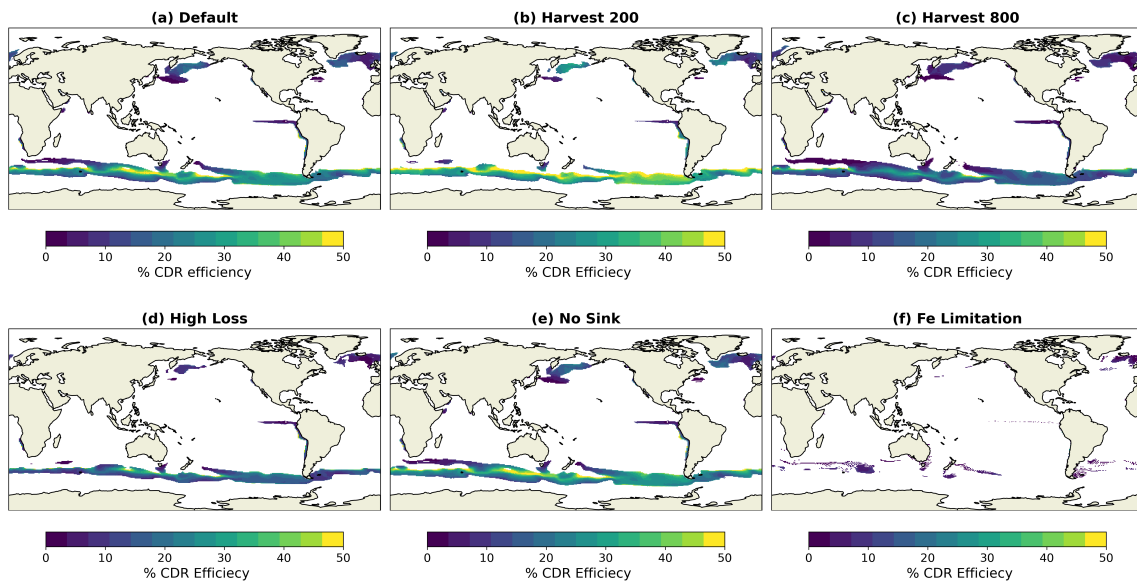 (a) Default (b) Harvest 200 (c) Harvest 800
0 10 20 30 40 50 0 10 20 30 40 50 0 10 20 30 40 50
% CDR efficiency % CDR Efficiecy % CDR Efficiecy
(d) High Loss (e) No Sink (f) Fe Limitation
0 10 20 30 40 50 0 10 20 30 40 50 0 10 20 30 40 50
% CDR Efficiecy % CDR Efficiecy % CDR Efficiecy